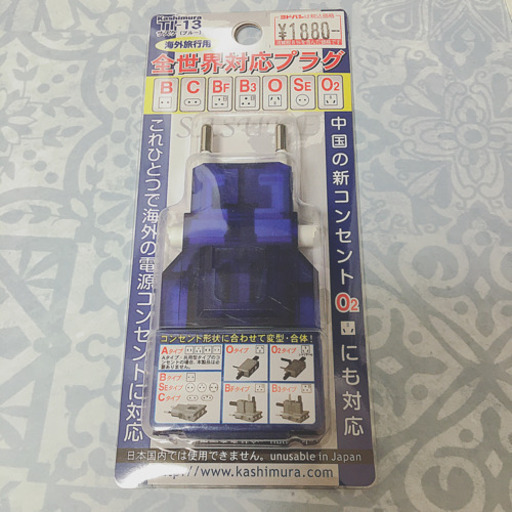 Kashimura
TI-13
(ブルー)
海外旅行用
¥1,880-
全世界対応プラグ
B C BF B3 O SE O2
これひとつで海外の電源コンセントに対応
中国の新コンセントO2にも対応
コンセント形状に合わせて変型・合体!
Aタイプ
Oタイプ
O2タイプ
Bタイプ
SEタイプ
Cタイプ
BFタイプ
B3タイプ
日本国内では使用できません。unusable in Japan
http://www.kashimura.com